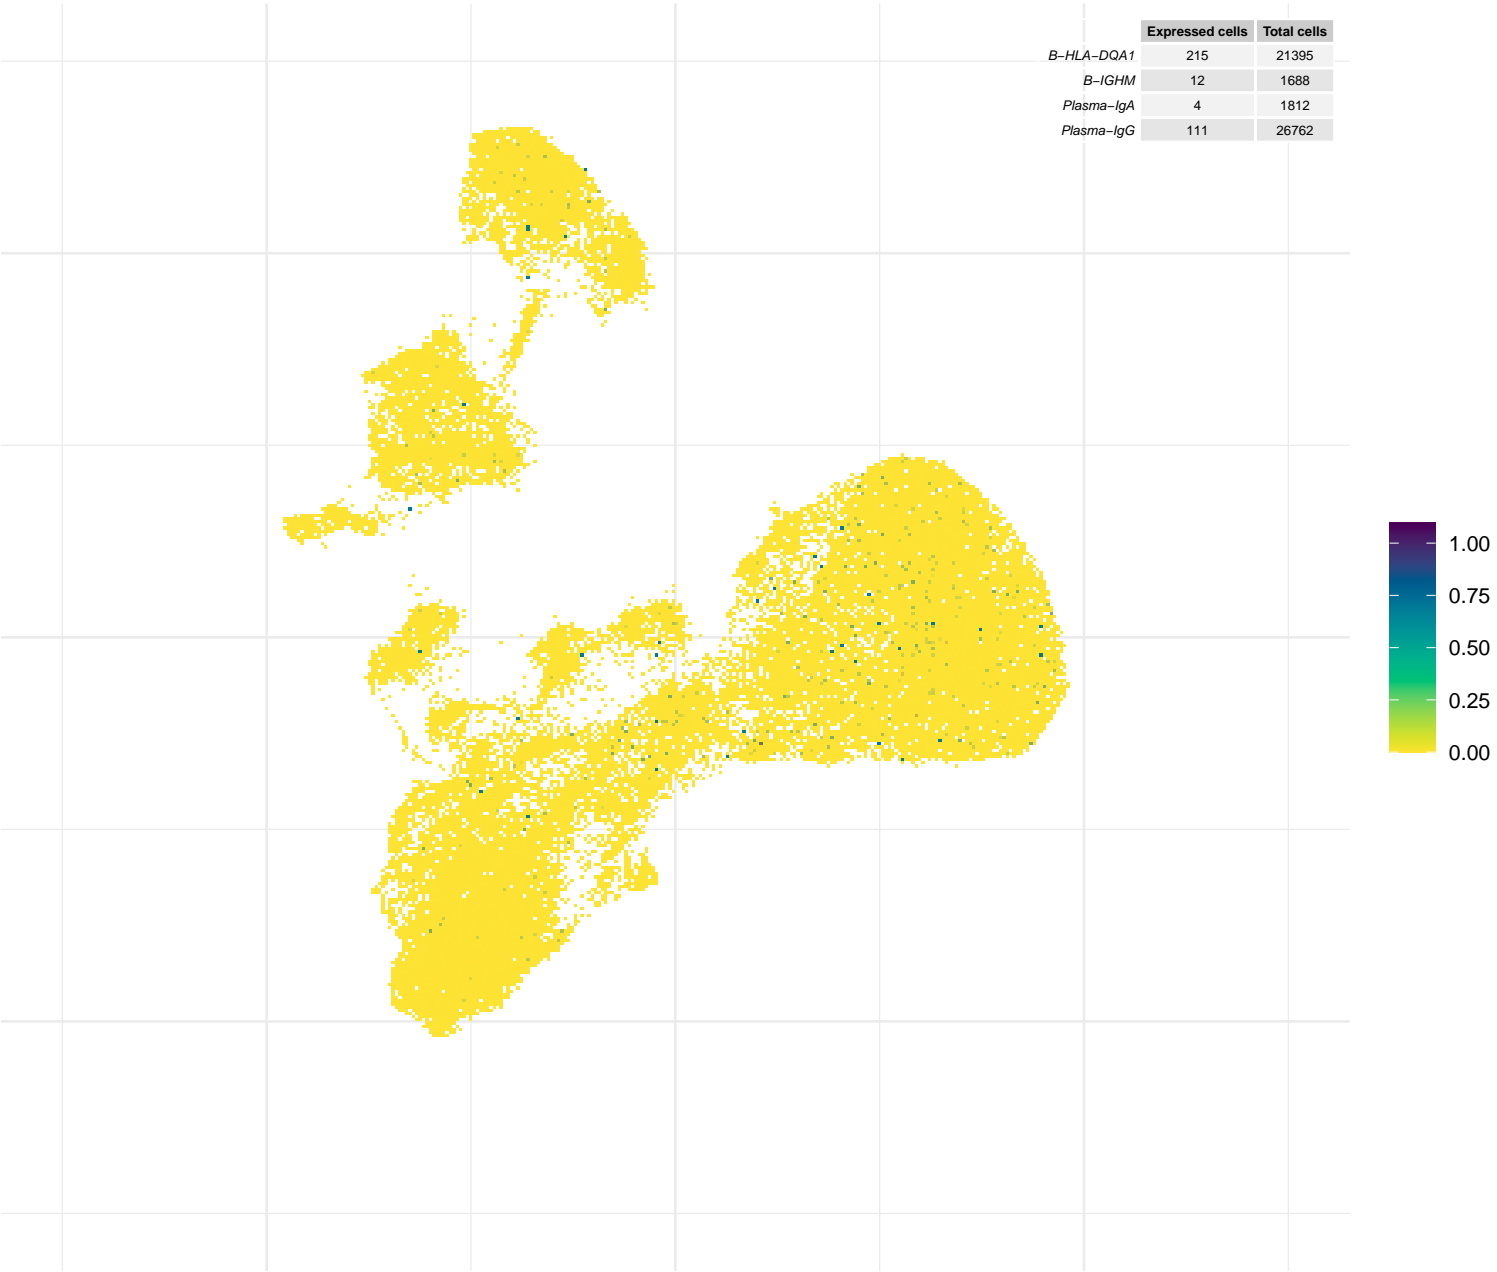 Expressed cells Total cells
B−HLA−DQA1 215 21395
B−IGHM 12 1688
Plasma−IgA 4 1812
Plasma−IgG 111 26762
1.00
0.75
0.50
0.25
0.00